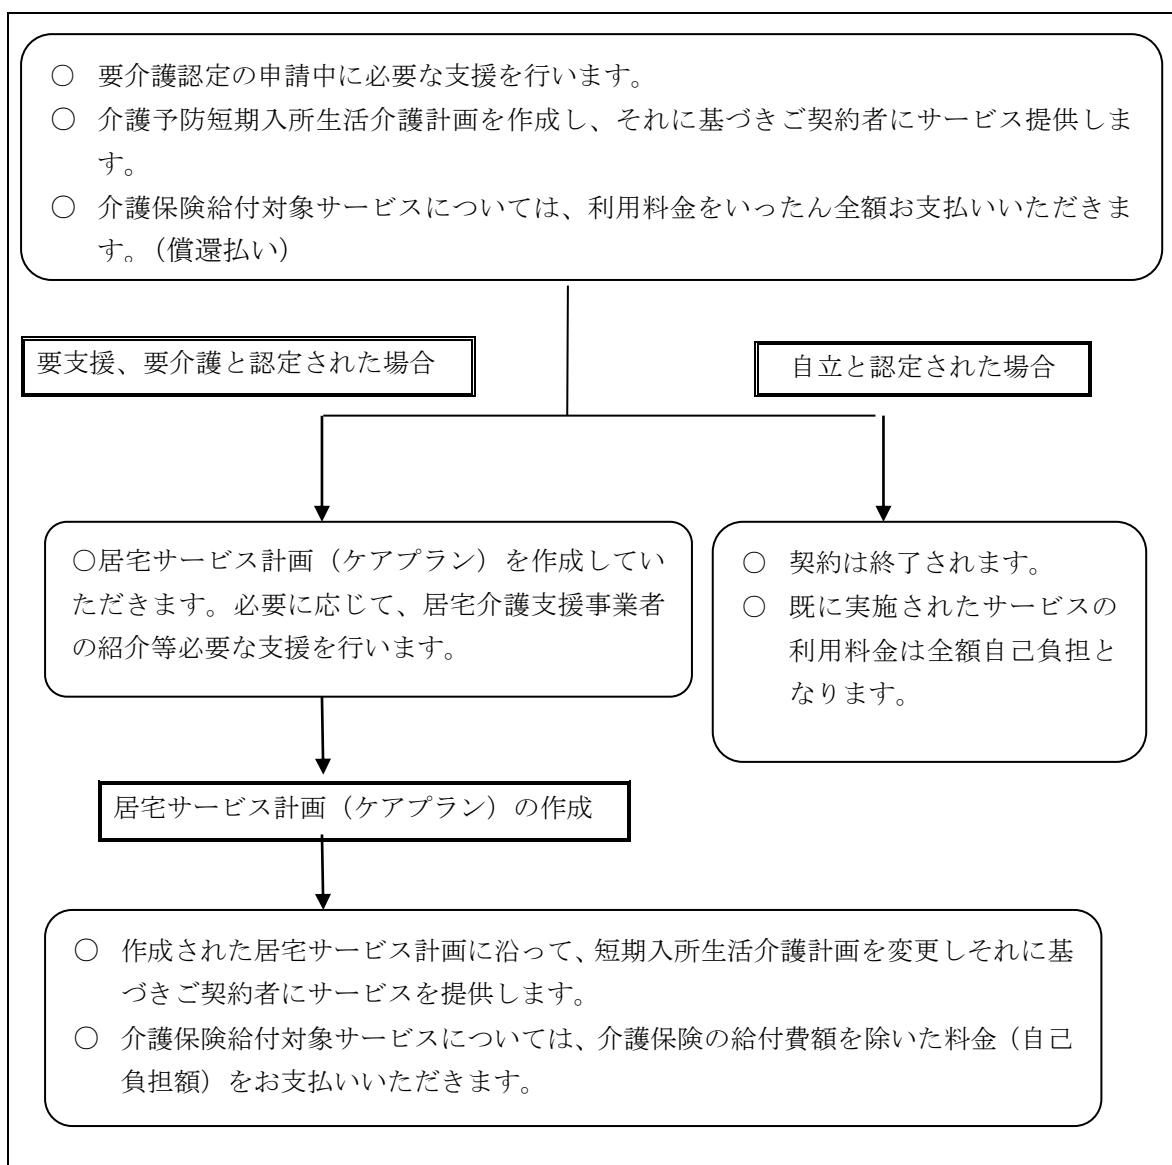 ○ 要介護認定の申請中に必要な支援を行います。
○ 介護予防短期入所生活介護計画を作成し、それに基づきご契約者にサービス提供しま
す。
○ 介護保険給付対象サービスについては、利用料金をいったん全額お支払いいただきま
す。（償還払い）
要支援、要介護と認定された場合
自立と認定された場合
○居宅サービス計画（ケアプラン）を作成してい
ただきます。必要に応じて、居宅介護支援事業者
の紹介等必要な支援を行います。
○ 契約は終了されます。
○ 既に実施されたサービスの
利用料金は全額自己負担と
なります。
居宅サービス計画（ケアプラン）の作成
○ 作成された居宅サービス計画に沿って、短期入所生活介護計画を変更しそれに基
づきご契約者にサービスを提供します。
○ 介護保険給付対象サービスについては、介護保険の給付費額を除いた料金（自己
負担額）をお支払いいただきます。